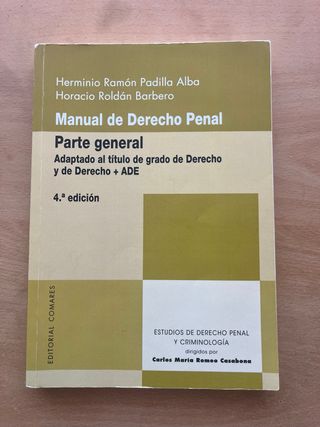 Herminio Ramón Padilla Alba
Horacio Roldán Barbero
Manual de Derecho Penal
Parte general
Adaptado al título de grado de Derecho
y de Derecho + ADE
4.ª edición
EDITORIAL COMARES
ESTUDIOS DE DERECHO PENAL
Y CRIMINOLOGÍA
dirigidos por
Carlos María Romeo Casabona